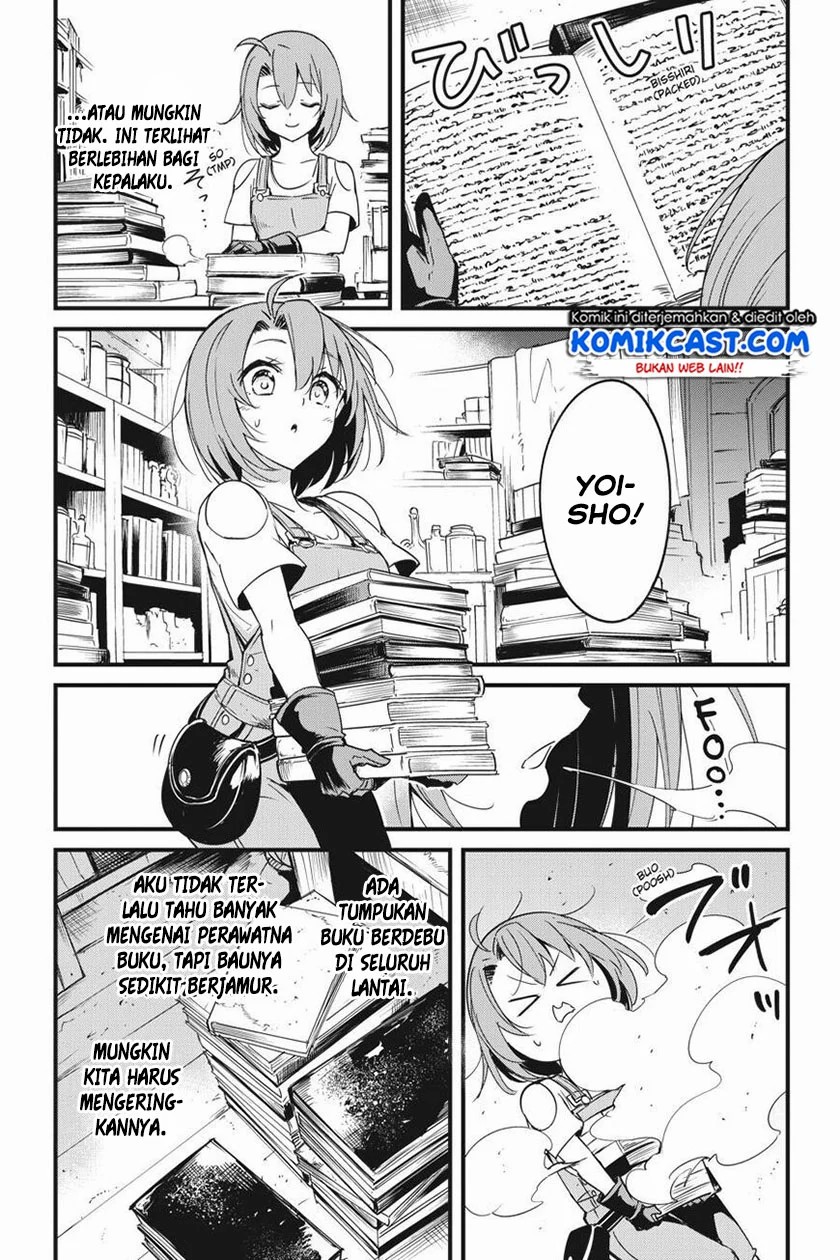 びっしり
BISSHIRI
(PACKED)
...ATAU MUNGKIN
TIDAK. INI TERLIHAT
BERLEBIHAN BAGI
KEPALAKU.
そっ...
SO
(TMP)
Komik ini diterjemahkan & diedit oleh
KOMIKCAST.COM
BUKAN WEB LAIN!!
YOI-
SHO!
FOO...
ブオ
BUO
(POOSH)
ADA
TUMPUKAN
BUKU BERDEBU
DI SELURUH
LANTAI.
AKU TIDAK TER-
LALU TAHU BANYAK
MENGENAI PERAWATNA
BUKU, TAPI BAUNYA
SEDIKIT BERJAMUR.
MUNGKIN
KITA HARUS
MENGERING-
KANNYA.